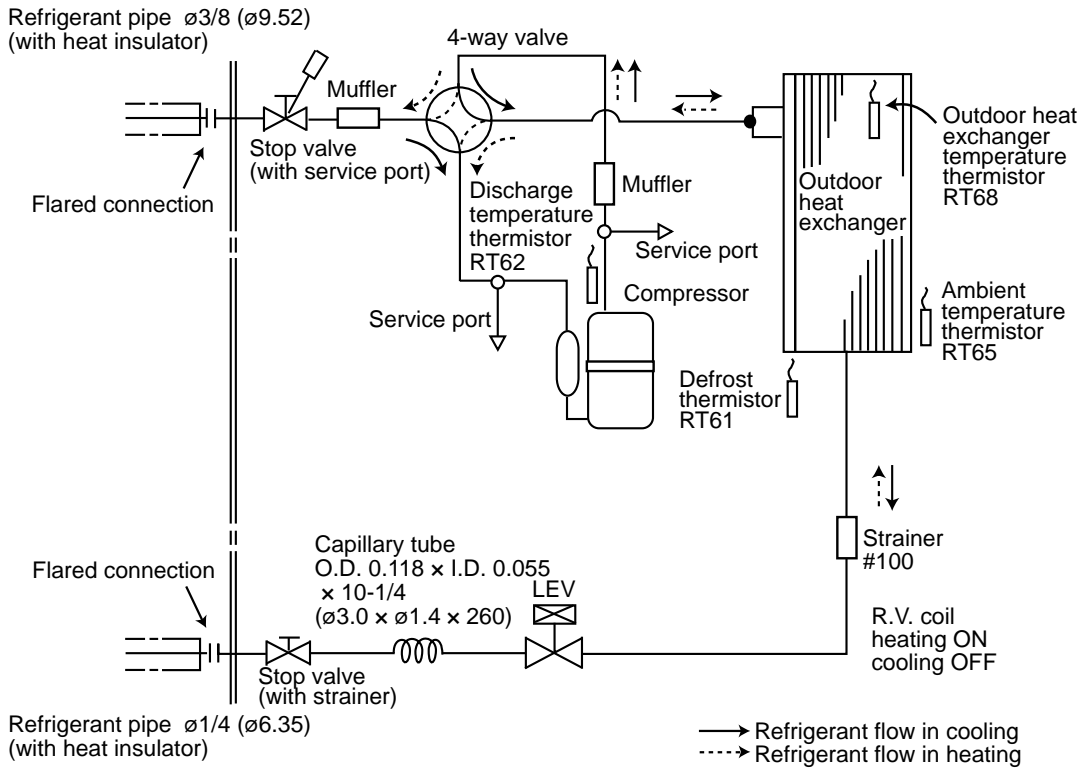 Refrigerant pipe ø3/8 (ø9.52)
(with heat insulator)
4-way valve
Muffler
Stop valve
(with service port)
Flared connection
Discharge
temperature
thermistor
RT62
Muffler
Service port
Service port
Compressor
Outdoor
heat
exchanger
Outdoor heat
exchanger
temperature
thermistor
RT68
Ambient
temperature
thermistor
RT65
Defrost
thermistor
RT61
Strainer
#100
Capillary tube
O.D. 0.118 × I.D. 0.055
× 10-1/4
(ø3.0 × ø1.4 × 260)
LEV
Flared connection
Stop valve
(with strainer)
R.V. coil
heating ON
cooling OFF
Refrigerant pipe ø1/4 (ø6.35)
(with heat insulator)
Refrigerant flow in cooling
Refrigerant flow in heating